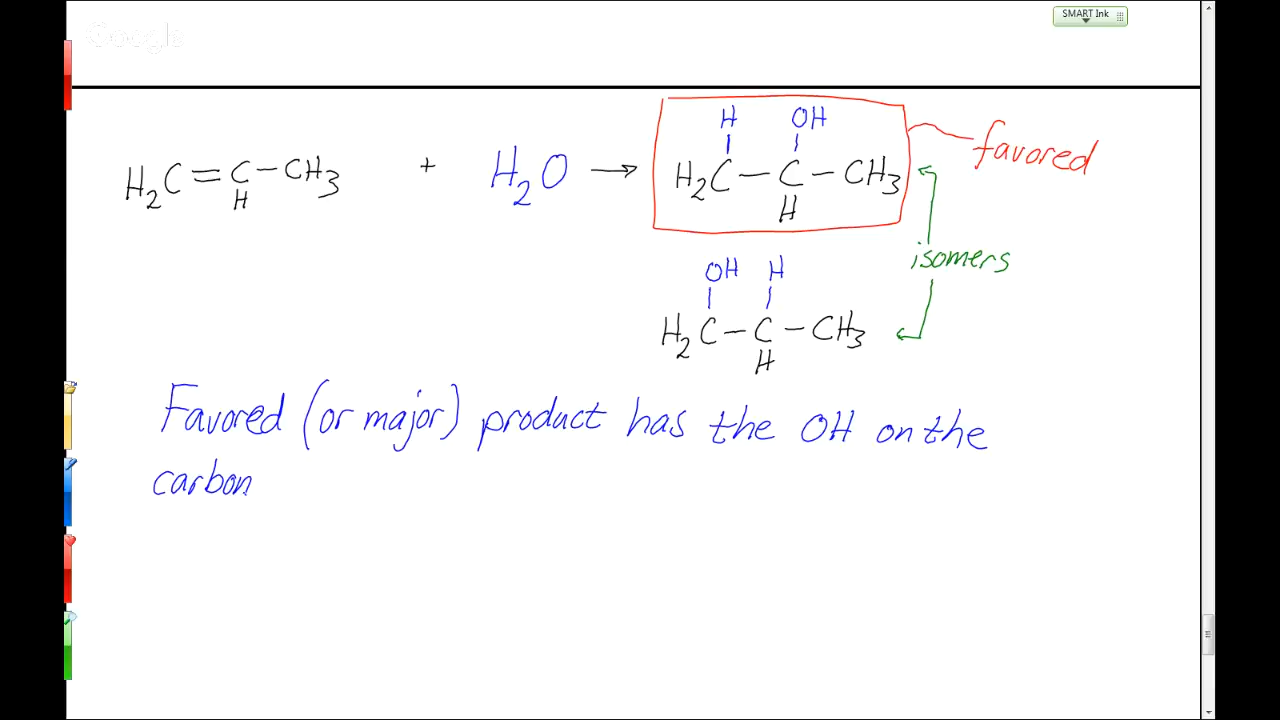 SMART Ink
Google
H OH
H₂C = C - CH₃ + H₂O → H₂C - C - CH₃ favored
H H
isomers
OH H
H₂C - C - CH₃
H
Favored (or major) product has the OH on the
carbon